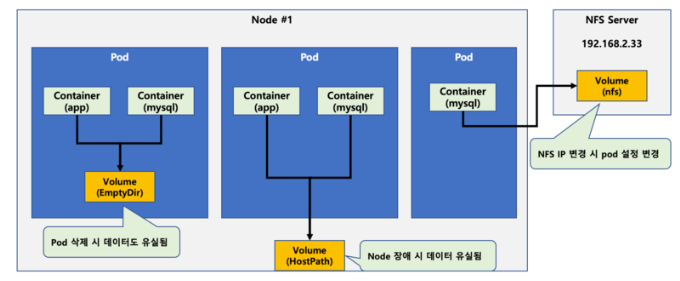 Node #1
NFS Server
192.168.2.33
Pod
Pod
Pod
Container
(app)
Container
(mysql)
Container
(app)
Container
(mysql)
Container
(mysql)
Volume
(nfs)
NFS IP 변경 시 pod 설정 변경
Volume
(EmptyDir)
Pod 삭제 시 데이터도 유실됨
Volume
(HostPath)
Node 장애 시 데이터 유실됨